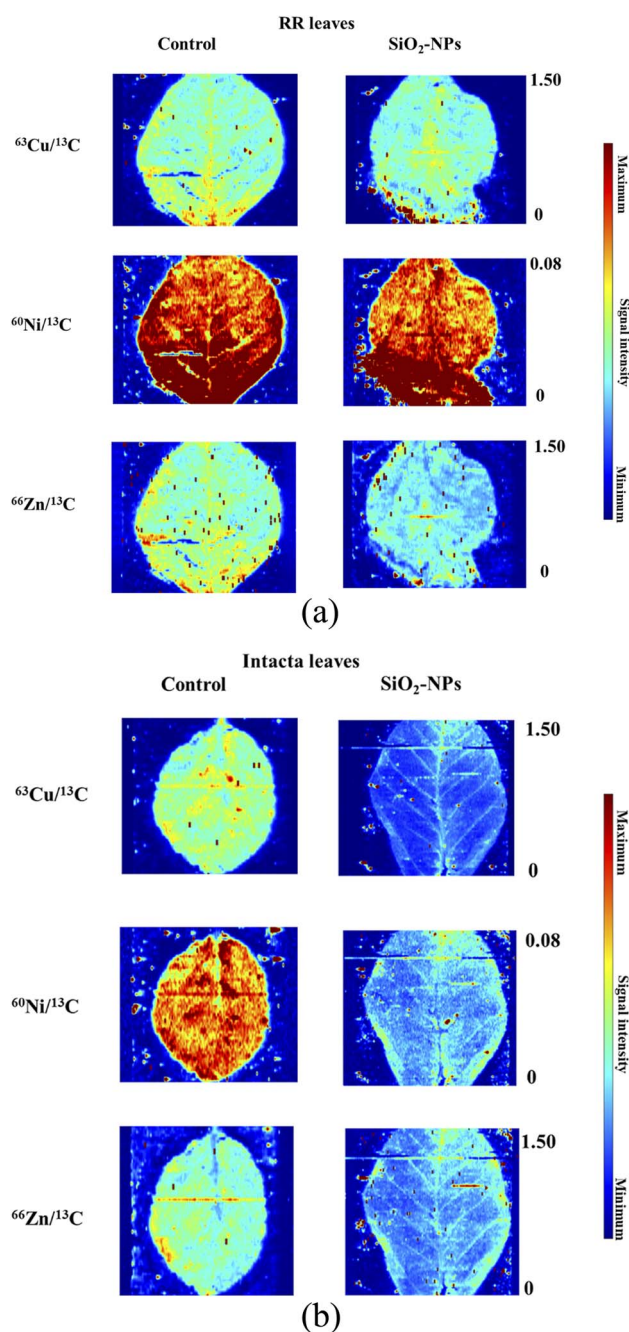 (a)
RR leaves
Control SiO₂-NPs
⁶³Cu/¹³C
1.50
0
⁶⁰Ni/¹³C
0.08
0
⁶⁶Zn/¹³C
1.50
0
Maximum
Signal intensity
Minimum
(a)
Intacta leaves
Control SiO₂-NPs
⁶³Cu/¹³C
1.50
0
⁶⁰Ni/¹³C
0.08
0
⁶⁶Zn/¹³C
1.50
0
Maximum
Signal intensity
Minimum
(b)